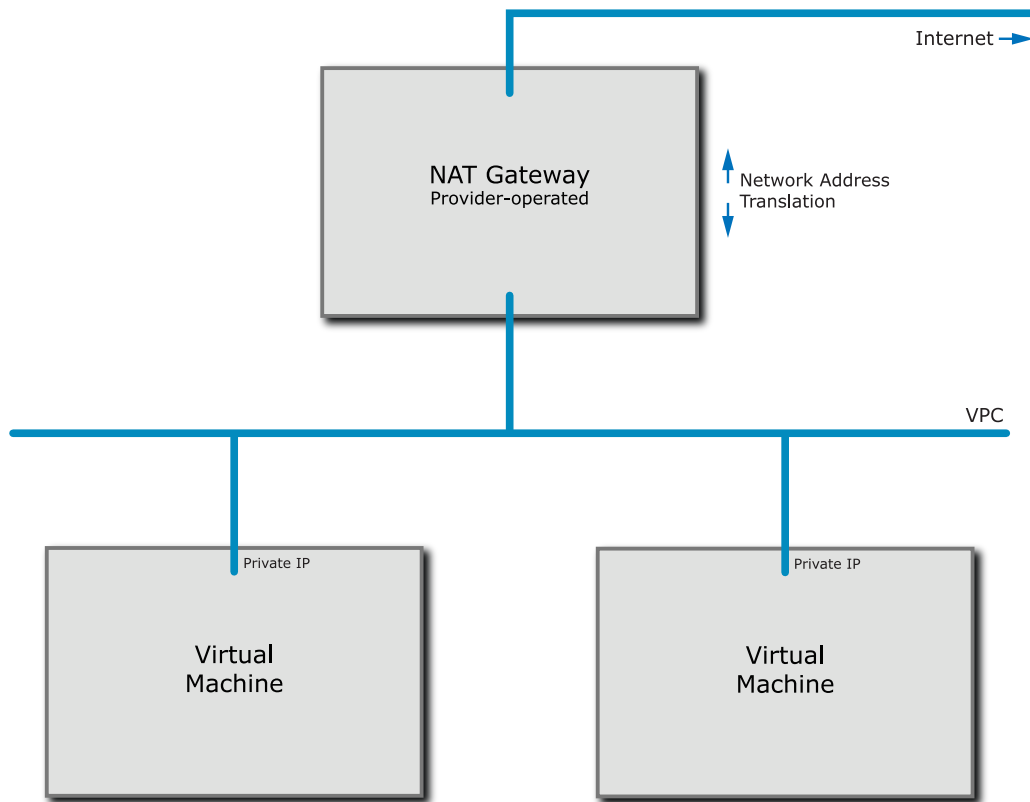 Internet
NAT Gateway
Provider-operated
Network Address
Translation
VPC
Private IP
Virtual
Machine
Private IP
Virtual
Machine